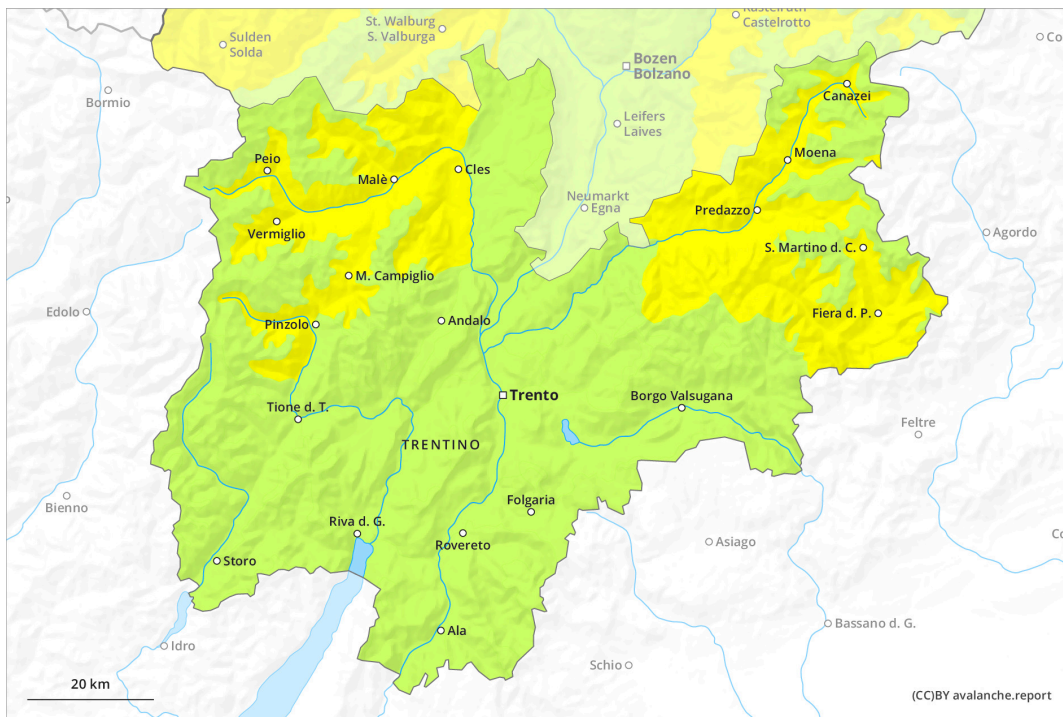 Kastelruth
Castelrotto
St. Walburg
S. Valburga
Sulden
Solda
Co
Bozen
Bolzano
Bormio
Canazei
Leifers
Laives
Moena
Peio
Malè
Cles
Neumarkt
Egna
Predazzo
Vermiglio
S. Martino d. C.
Agordo
M. Campiglio
Edolo
Pinzolo
Andalo
Fiera d. P.
Trento
Borgo Valsugana
Tione d. T.
Feltre
TRENTINO
Bienno
Folgaria
Riva d. G.
Rovereto
Asiago
Co
Storo
Ala
Bassano d. G.
Idro
Schio
20 km
(CC)BY avalanche.report